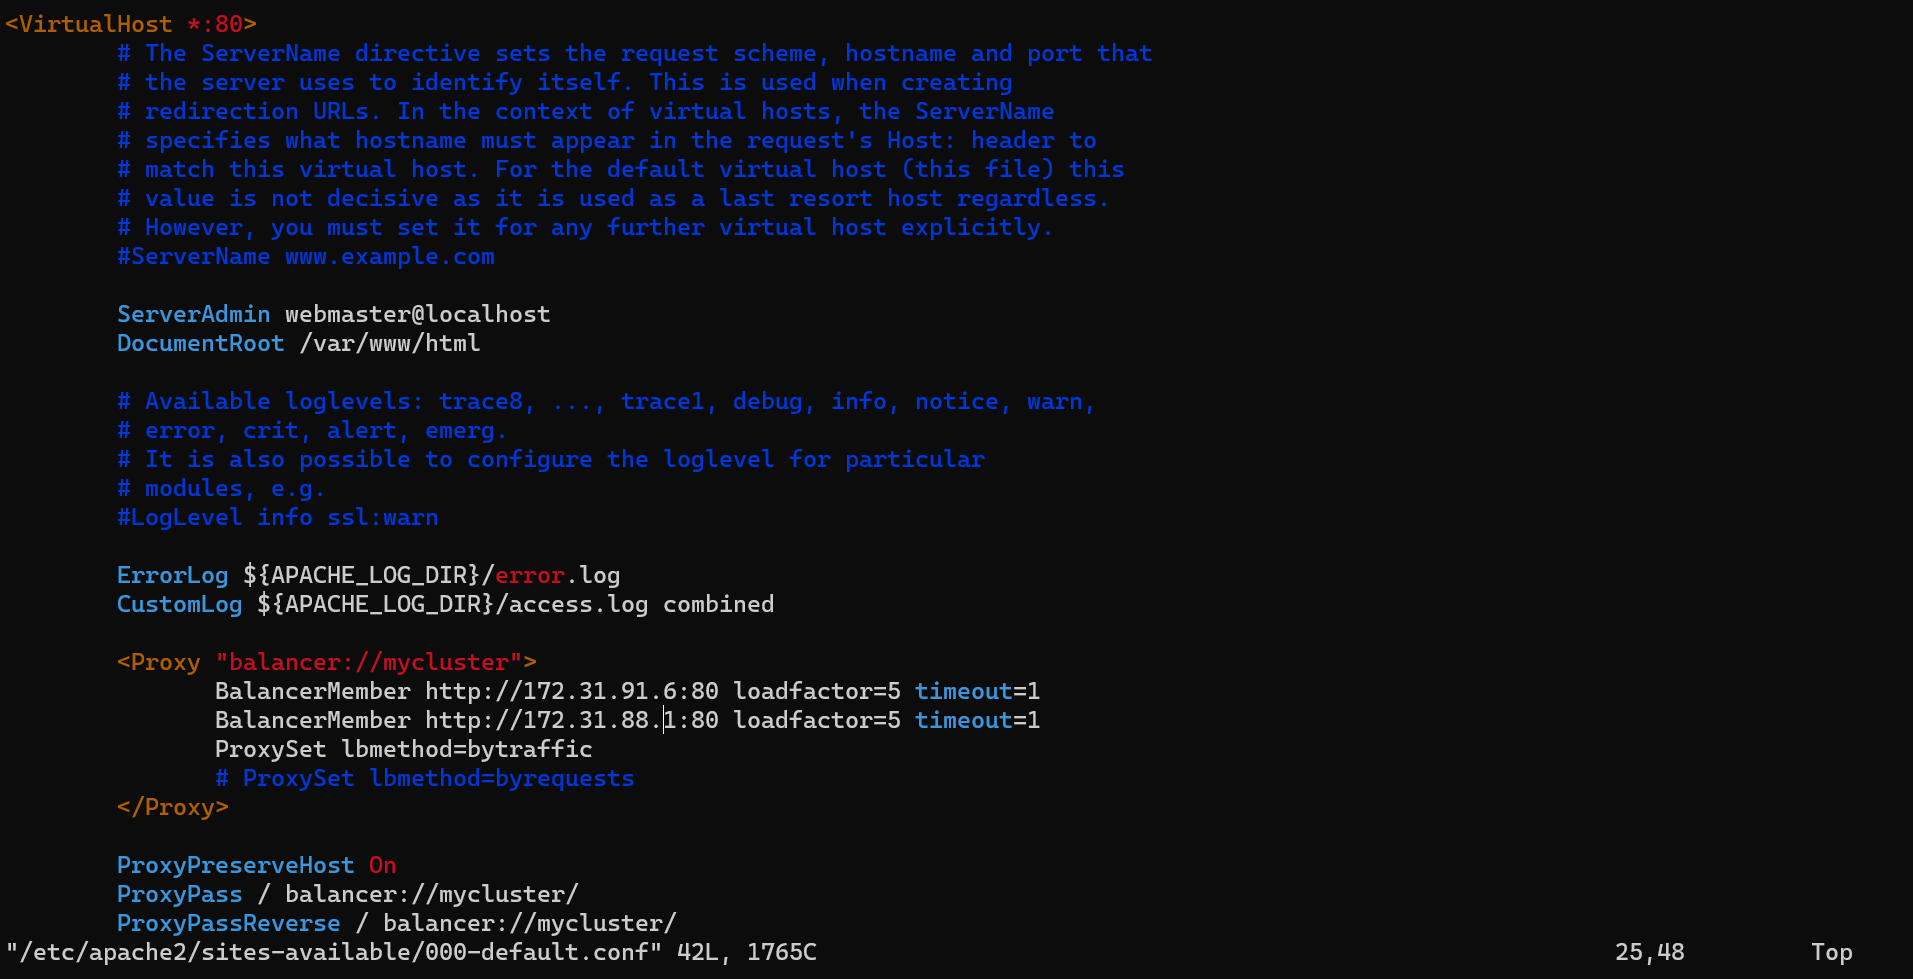 <VirtualHost *:80>
        # The ServerName directive sets the request scheme, hostname and port that
        # the server uses to identify itself. This is used when creating
        # redirection URLs. In the context of virtual hosts, the ServerName
        # specifies what hostname must appear in the request's Host: header to
        # match this virtual host. For the default virtual host (this file) this
        # value is not decisive as it is used as a last resort host regardless.
        # However, you must set it for any further virtual host explicitly.
        #ServerName www.example.com

        ServerAdmin webmaster@localhost
        DocumentRoot /var/www/html

        # Available loglevels: trace8, ..., trace1, debug, info, notice, warn,
        # error, crit, alert, emerg.
        # It is also possible to configure the loglevel for particular
        # modules, e.g.
        #LogLevel info ssl:warn

        ErrorLog ${APACHE_LOG_DIR}/error.log
        CustomLog ${APACHE_LOG_DIR}/access.log combined

        <Proxy "balancer://mycluster">
               BalancerMember http://172.31.91.6:80 loadfactor=5 timeout=1
               BalancerMember http://172.31.88.1:80 loadfactor=5 timeout=1
               ProxySet lbmethod=bytraffic
               # ProxySet lbmethod=byrequests
        </Proxy>

        ProxyPreserveHost On
        ProxyPass / balancer://mycluster/
        ProxyPassReverse / balancer://mycluster/
"/etc/apache2/sites-available/000-default.conf" 42L, 1765C                                                         25,48         Top